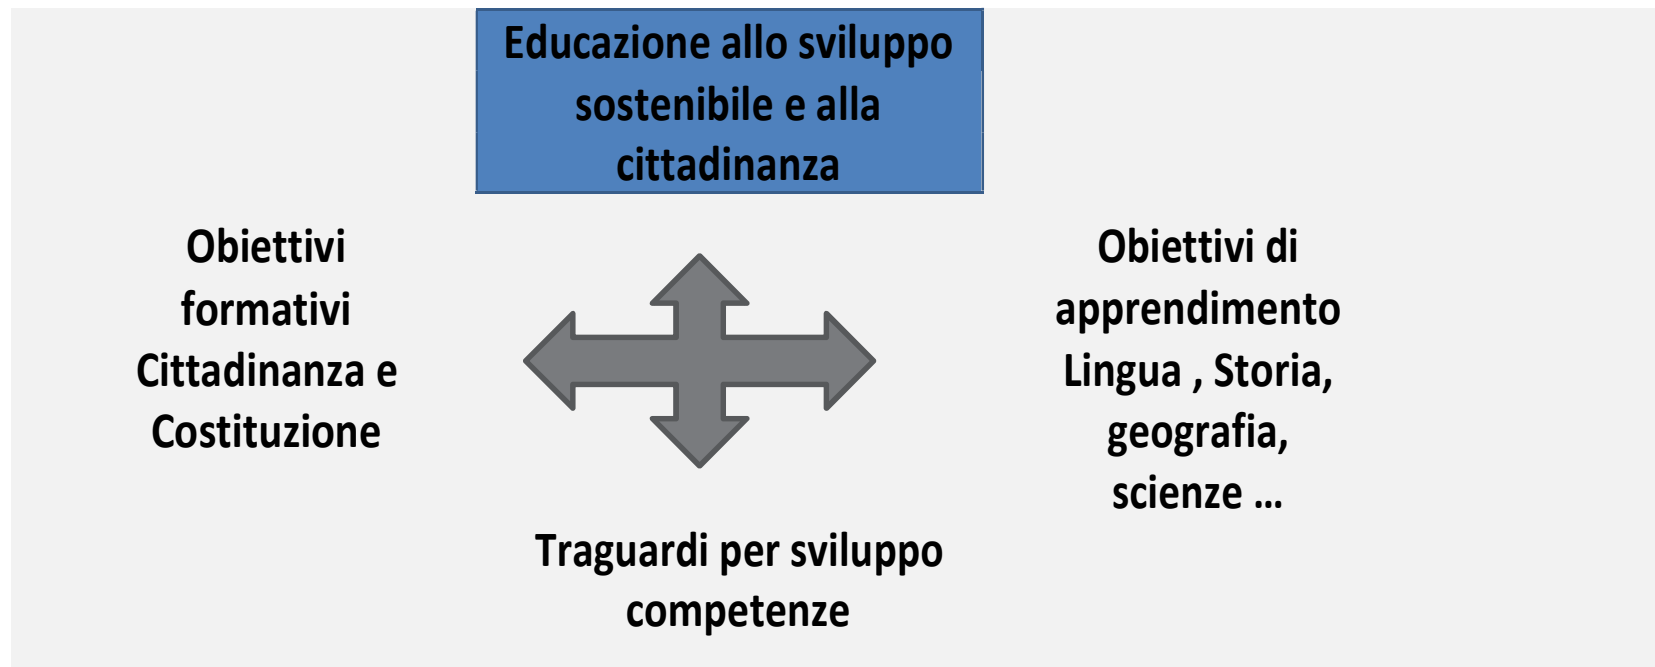 Educazione allo sviluppo
sostenibile e alla
cittadinanza
Obiettivi
formativi
Cittadinanza e
Costituzione
Obiettivi di
apprendimento
Lingua , Storia,
geografia,
scienze ...
Traguardi per sviluppo
competenze